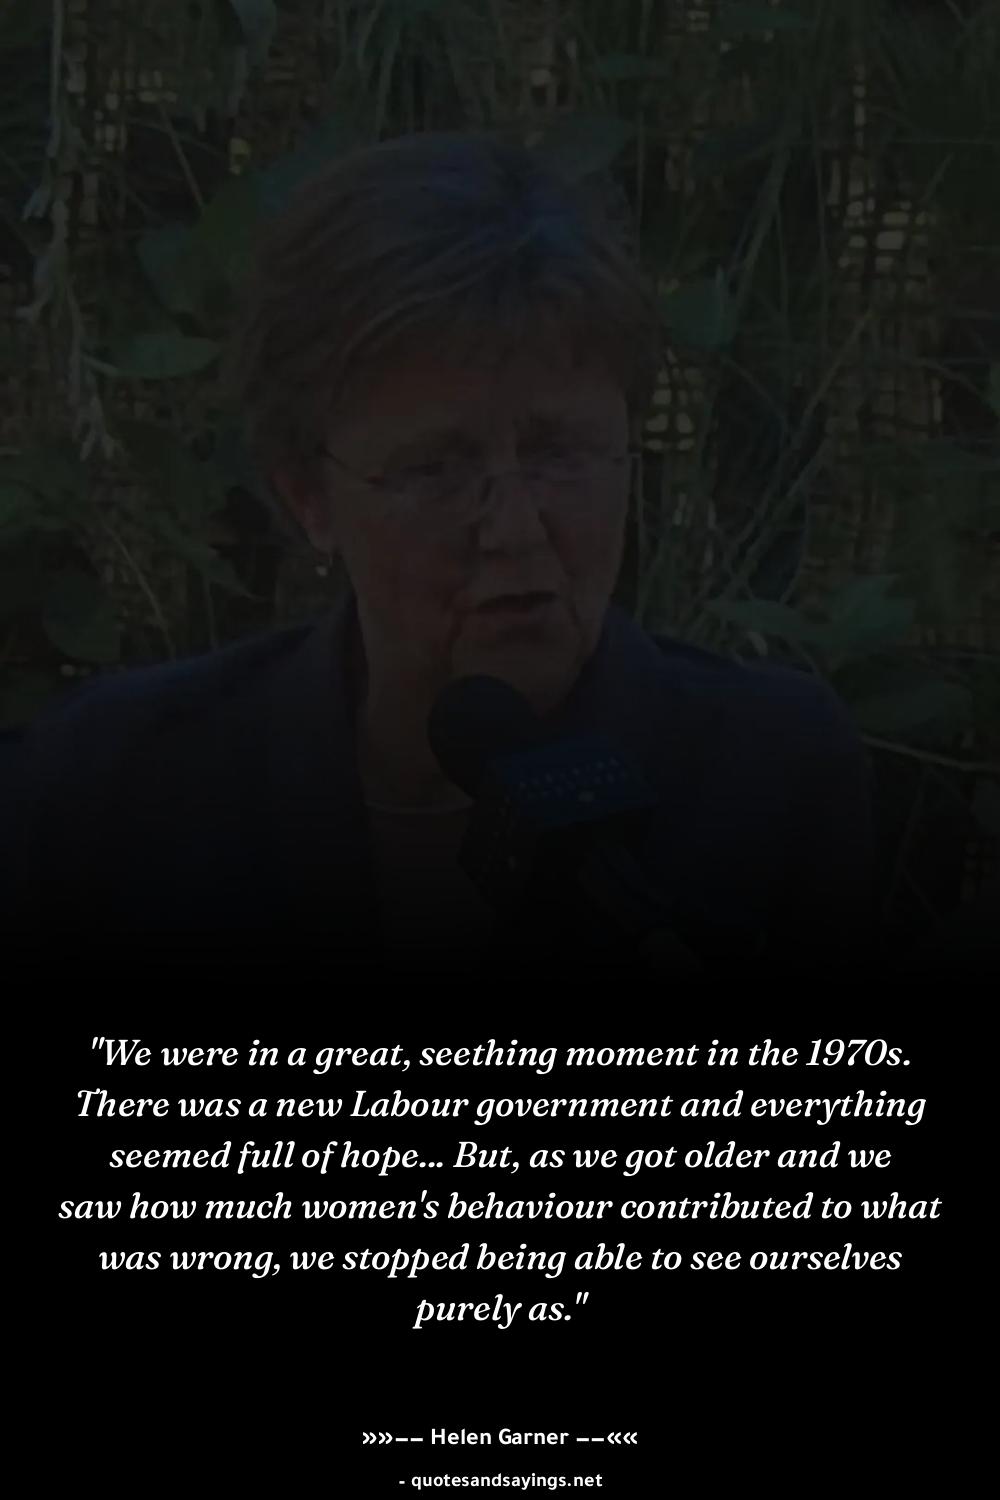 "We were in a great, seething moment in the 1970s.
There was a new Labour government and everything
seemed full of hope... But, as we got older and we
saw how much women's behaviour contributed to what
was wrong, we stopped being able to see ourselves
purely as."
»»—— Helen Garner ——««
- quotesandsayings.net